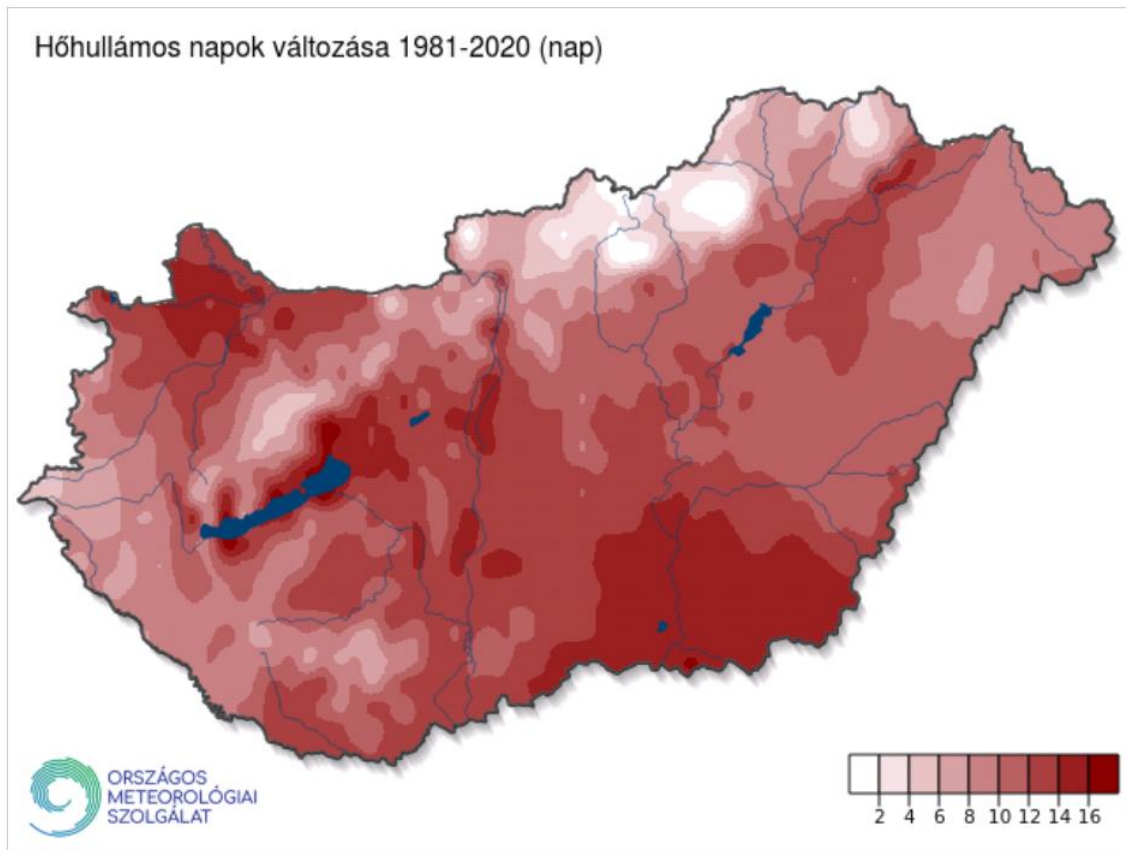 Hőhullámos napok változása 1981-2020 (nap)
ORSZÁGOS
METEOROLÓGIAI
SZOLGÁLAT
2 4 6 8 10 12 14 16